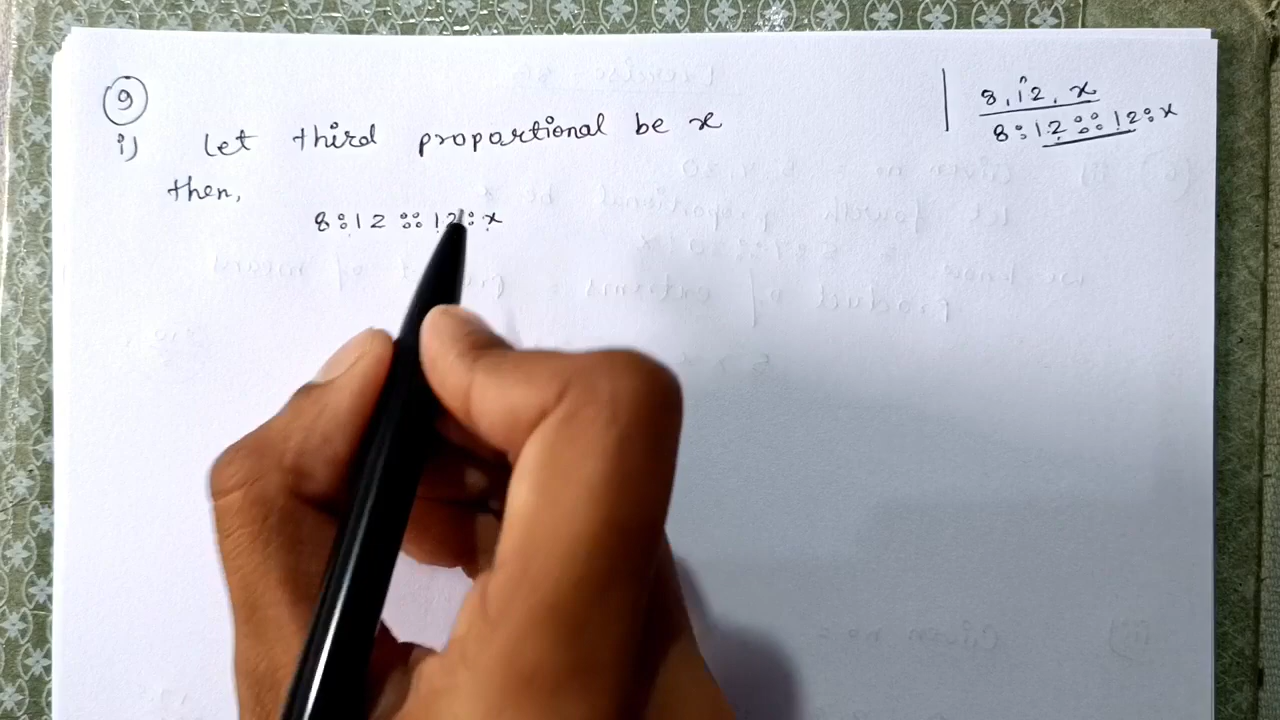 9
i) Let third proportional be x
then,
8:12::12:x
8, 12, x
8:12::12:x